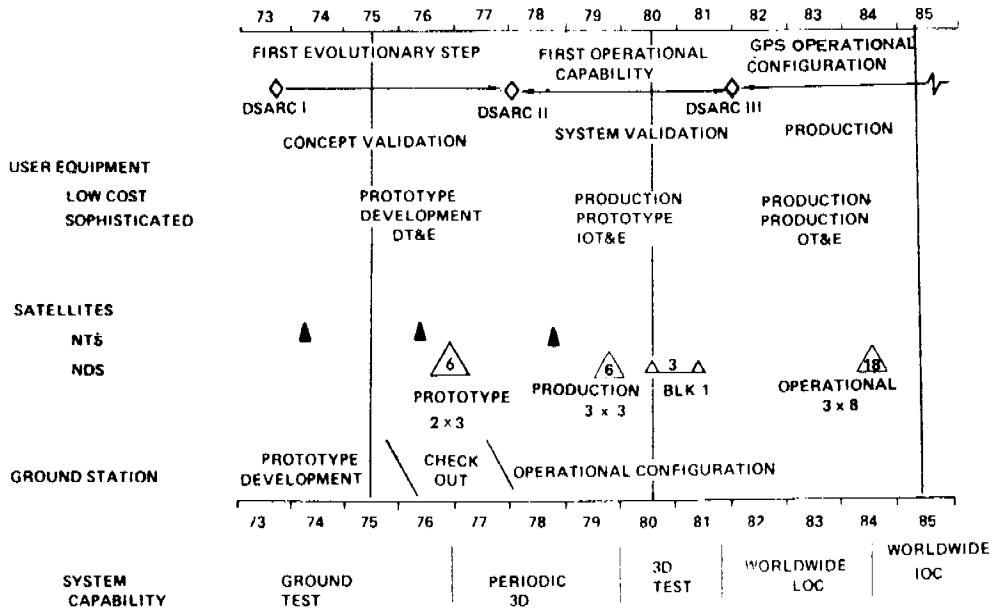 73 74 75 76 77 78 79 80 81 82 83 84 85
FIRST EVOLUTIONARY STEP
FIRST OPERATIONAL
CAPABILITY
GPS OPERATIONAL
CONFIGURATION
DSARC I
DSARC II
DSARC III
CONCEPT VALIDATION
SYSTEM VALIDATION
PRODUCTION
USER EQUIPMENT
LOW COST
SOPHISTICATED
PROTOTYPE
DEVELOPMENT
DT&E
PRODUCTION
PROTOTYPE
IOT&E
PRODUCTION
PRODUCTION
OT&E
SATELLITES
NTS
NDS
6
PROTOTYPE
2 x 3
6
PRODUCTION
3 x 3
3
BLK 1
18
OPERATIONAL
3 x 8
GROUND STATION
PROTOTYPE
DEVELOPMENT
CHECK
OUT
OPERATIONAL CONFIGURATION
73 74 75 76 77 78 79 80 81 82 83 84 85
SYSTEM
CAPABILITY
GROUND
TEST
PERIODIC
3D
3D
TEST
WORLDWIDE
LOC
WORLDWIDE
IOC